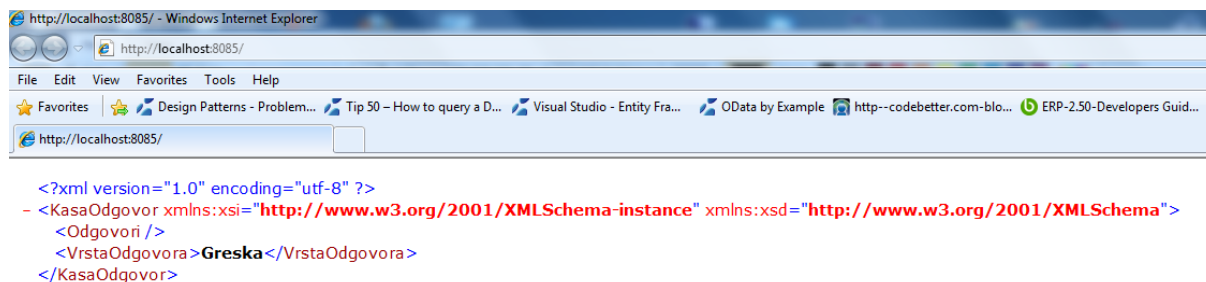 http://localhost:8085/ - Windows Internet Explorer
http://localhost:8085/
File Edit View Favorites Tools Help
Favorites Design Patterns - Problem... Tip 50 – How to query a D... Visual Studio - Entity Fra... OData by Example http--codebetter.com-blo... ERP-2.50-Developers Guid...
http://localhost:8085/
<?xml version="1.0" encoding="utf-8" ?>
- <KasaOdgovor xmlns:xsi="http://www.w3.org/2001/XMLSchema-instance" xmlns:xsd="http://www.w3.org/2001/XMLSchema">
<Odgovori />
<VrstaOdgovora>Greska</VrstaOdgovora>
</KasaOdgovor>